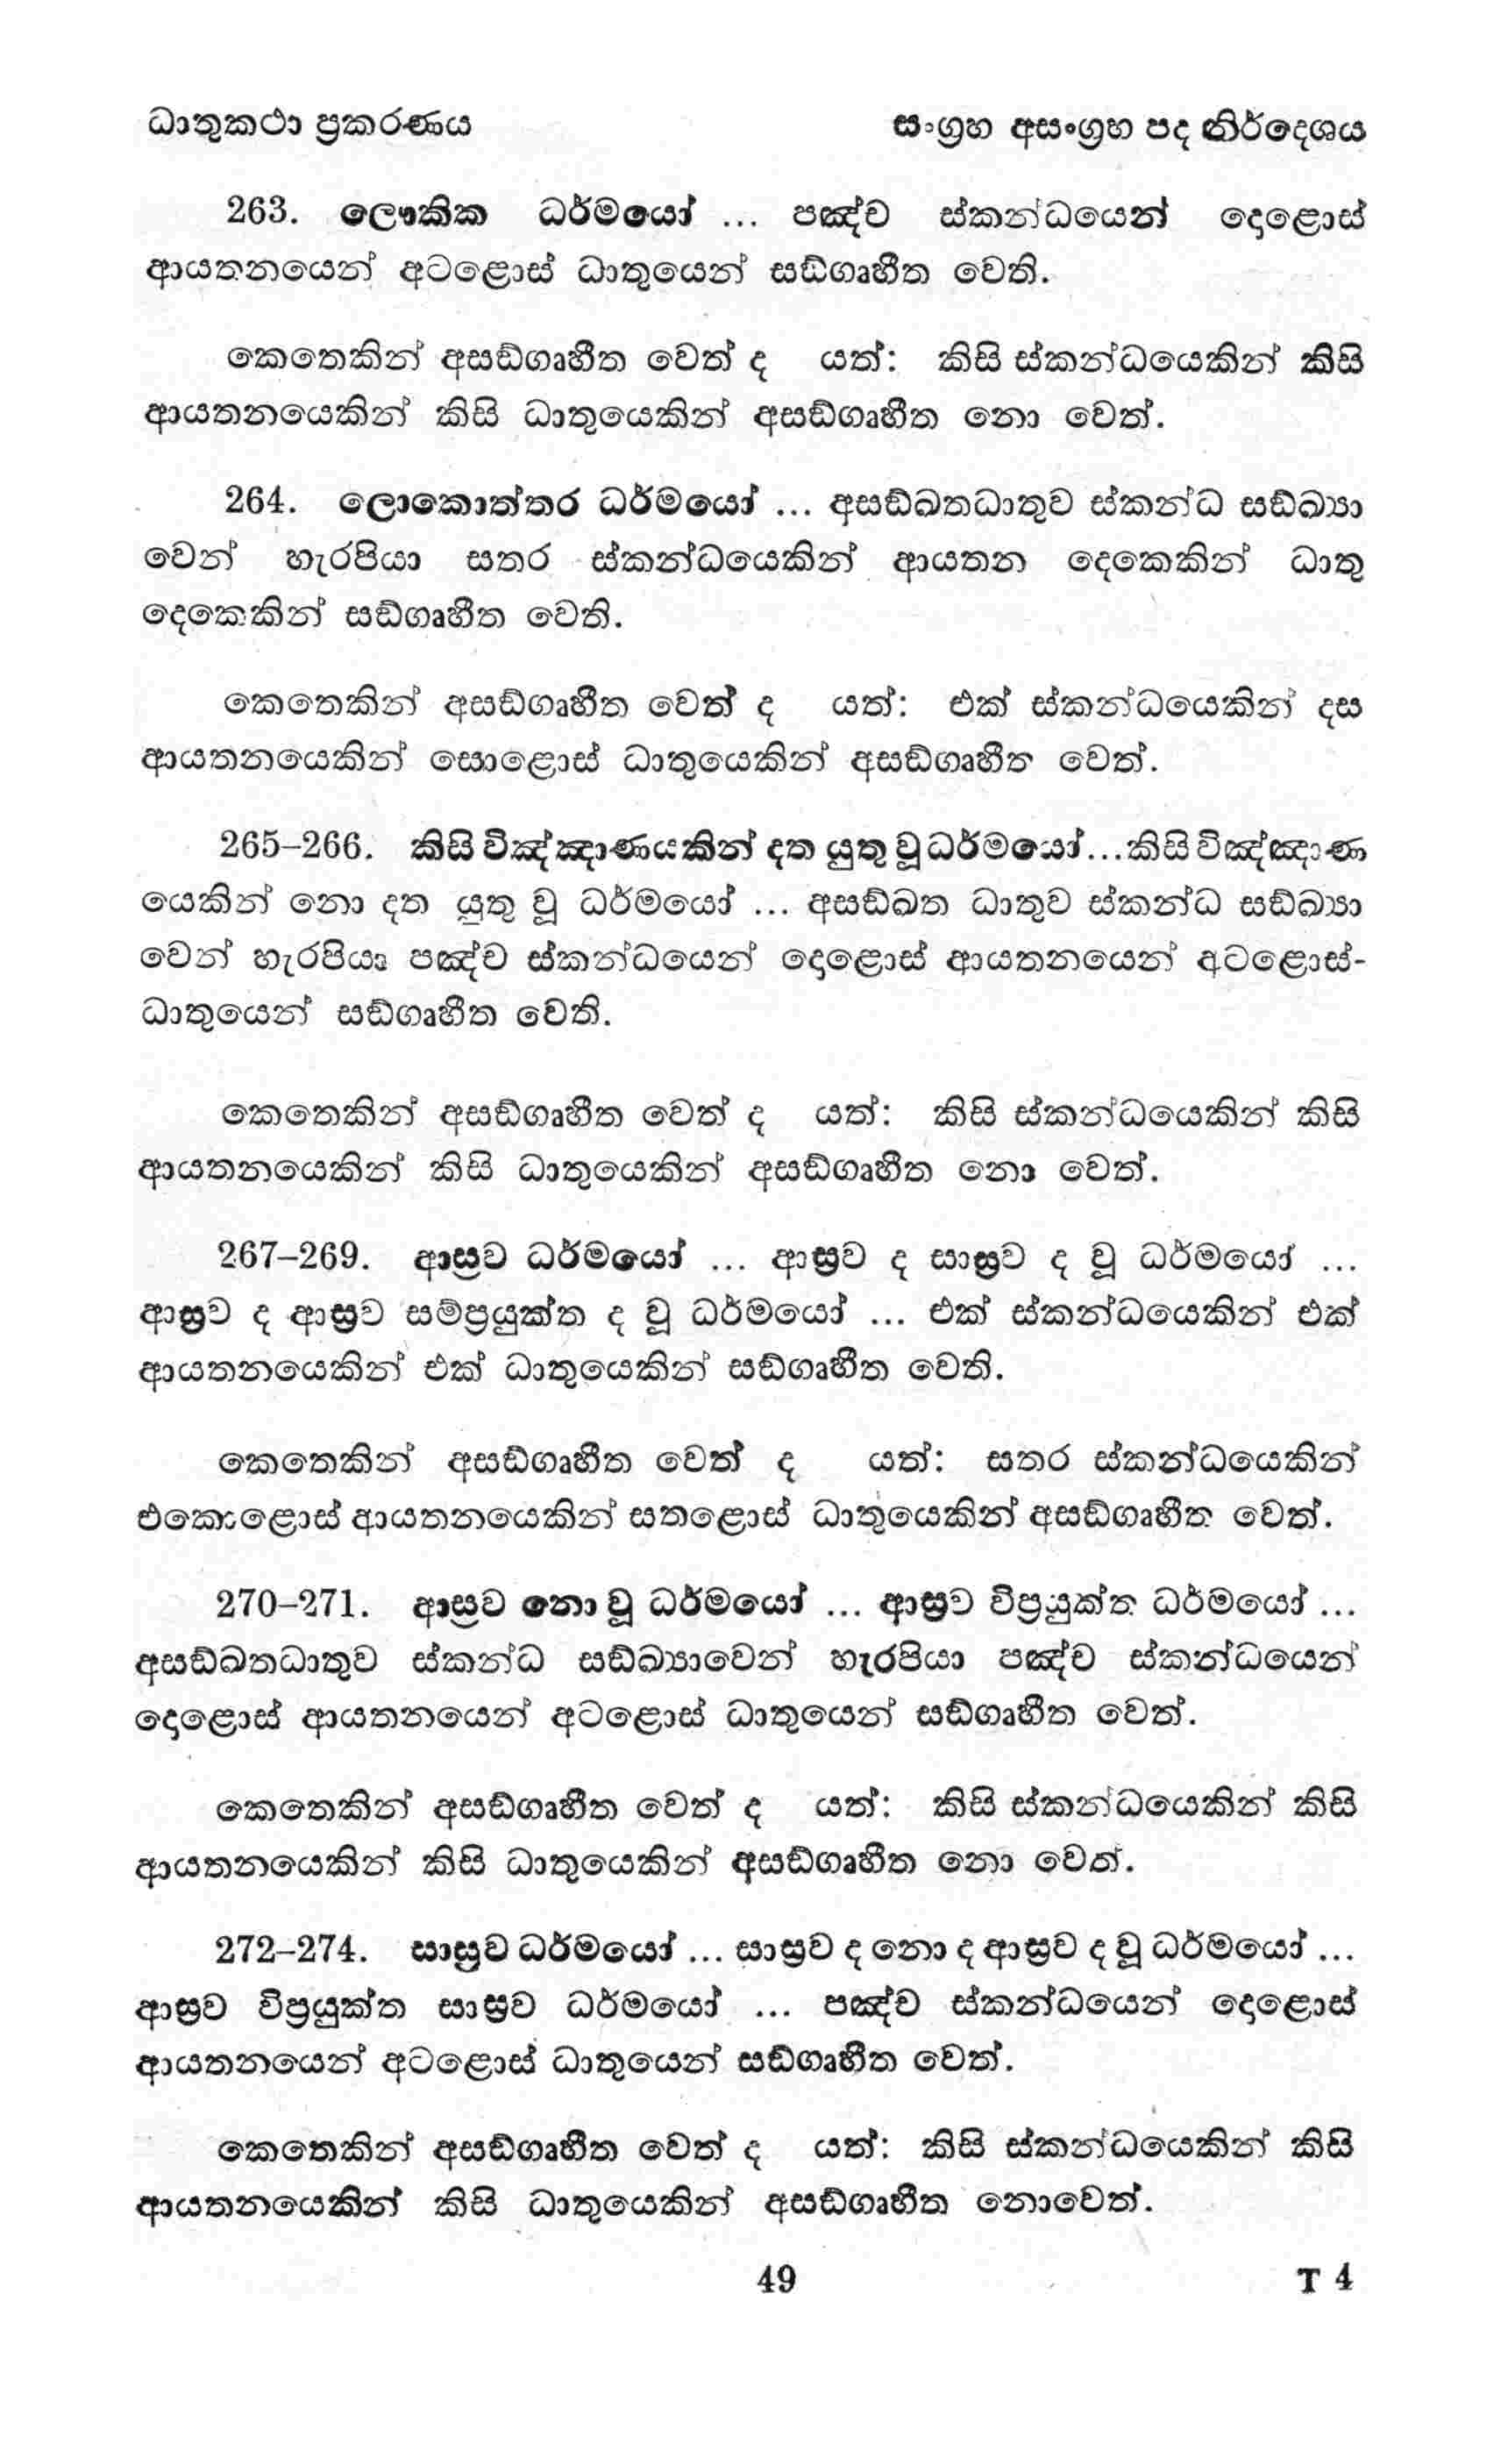 ධාතුකථා ප්‍රකරණය
සංග්‍රහ අසංග්‍රහ පද නිර්දෙශය
263. ලෞකික ධර්මයෝ ... පඤ්ච ස්කන්ධයෙන් දෙළොස්
ආයතනයෙන් අටළොස් ධාතුයෙන් සඞ්ගෘහීත වෙති.
කෙතෙකින් අසඞ්ගෘහීත වෙත් ද යත්: කිසි ස්කන්ධයෙකින් කිසි
ආයතනයෙකින් කිසි ධාතුයෙකින් අසඞ්ගෘහීත නො වෙත්.
264. ලොකොත්තර ධර්මයෝ ... අසඞ්ඛතධාතුව ස්කන්ධ සඞ්ඛ්‍යා
වෙන් හැරපියා සතර ස්කන්ධයෙකින් ආයතන දෙකෙකින් ධාතු
දෙකෙකින් සඞ්ගෘහීත වෙති.
කෙතෙකින් අසඞ්ගෘහීත වෙත් ද යත්: එක් ස්කන්ධයෙකින් දස
ආයතනයෙකින් සොළොස් ධාතුයෙකින් අසඞ්ගෘහීත වෙත්.
265–266. කිසි විඤ්ඤාණයකින් දත යුතු වූ ධර්මයෝ...කිසි විඤ්ඤාණ
යෙකින් නො දත යුතු වූ ධර්මයෝ ... අසඞ්ඛත ධාතුව ස්කන්ධ සඞ්ඛ්‍යා
වෙන් හැරපියා පඤ්ච ස්කන්ධයෙන් දෙළොස් ආයතනයෙන් අටළොස්-
ධාතුයෙන් සඞ්ගෘහීත වෙති.
කෙතෙකින් අසඞ්ගෘහීත වෙත් ද යත්: කිසි ස්කන්ධයෙකින් කිසි
ආයතනයෙකින් කිසි ධාතුයෙකින් අසඞ්ගෘහීත නො වෙත්.
267–269. ආස්‍රව ධර්මයෝ ... ආස්‍රව ද සාස්‍රව ද වූ ධර්මයෝ ...
ආස්‍රව ද ආස්‍රව සම්ප්‍රයුක්ත ද වූ ධර්මයෝ ... එක් ස්කන්ධයෙකින් එක්
ආයතනයෙකින් එක් ධාතුයෙකින් සඞ්ගෘහීත වෙති.
කෙතෙකින් අසඞ්ගෘහීත වෙත් ද යත්: සතර ස්කන්ධයෙකින්
එකොළොස් ආයතනයෙකින් සතළොස් ධාතුයෙකින් අසඞ්ගෘහීත වෙත්.
270–271. ආස්‍රව නො වූ ධර්මයෝ ... ආස්‍රව විප්‍රයුක්ත ධර්මයෝ ...
අසඞ්ඛතධාතුව ස්කන්ධ සඞ්ඛ්‍යාවෙන් හැරපියා පඤ්ච ස්කන්ධයෙන්
දෙළොස් ආයතනයෙන් අටළොස් ධාතුයෙන් සඞ්ගෘහීත වෙත්.
කෙතෙකින් අසඞ්ගෘහීත වෙත් ද යත්: කිසි ස්කන්ධයෙකින් කිසි
ආයතනයෙකින් කිසි ධාතුයෙකින් අසඞ්ගෘහීත නො වෙත්.
272–274. සාස්‍රව ධර්මයෝ ... සාස්‍රව ද නො ද ආස්‍රව ද වූ ධර්මයෝ ...
ආස්‍රව විප්‍රයුක්ත සාස්‍රව ධර්මයෝ ... පඤ්ච ස්කන්ධයෙන් දෙළොස්
ආයතනයෙන් අටළොස් ධාතුයෙන් සඞ්ගෘහීත වෙත්.
කෙතෙකින් අසඞ්ගෘහීත වෙත් ද යත්: කිසි ස්කන්ධයෙකින් කිසි
ආයතනයෙකින් කිසි ධාතුයෙකින් අසඞ්ගෘහීත නොවෙත්.
49
T 4